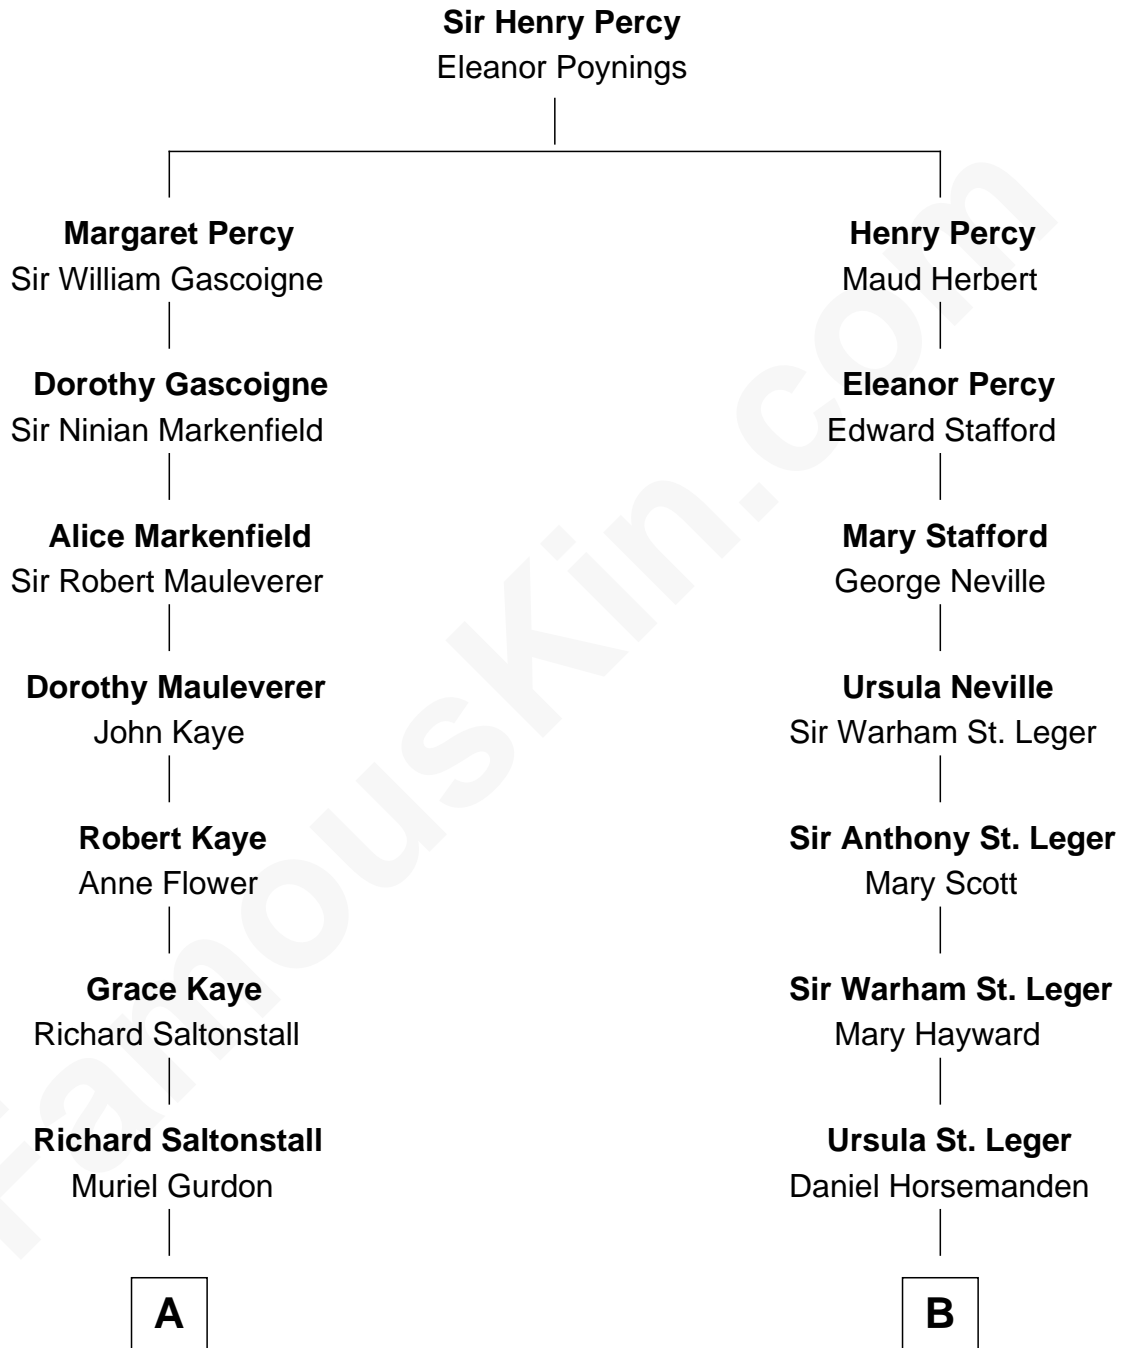 Sir Henry Percy
Eleanor Poynings
Margaret Percy
Sir William Gascoigne
Henry Percy
Maud Herbert
Dorothy Gascoigne
Sir Ninian Markenfield
Eleanor Percy
Edward Stafford
Alice Markenfield
Sir Robert Mauleverer
Mary Stafford
George Neville
Dorothy Mauleverer
John Kaye
Ursula Neville
Sir Warham St. Leger
Robert Kaye
Anne Flower
Sir Anthony St. Leger
Mary Scott
Grace Kaye
Richard Saltonstall
Sir Warham St. Leger
Mary Hayward
Richard Saltonstall
Muriel Gurdon
Ursula St. Leger
Daniel Horsemanden
A
B
FamousKin.com